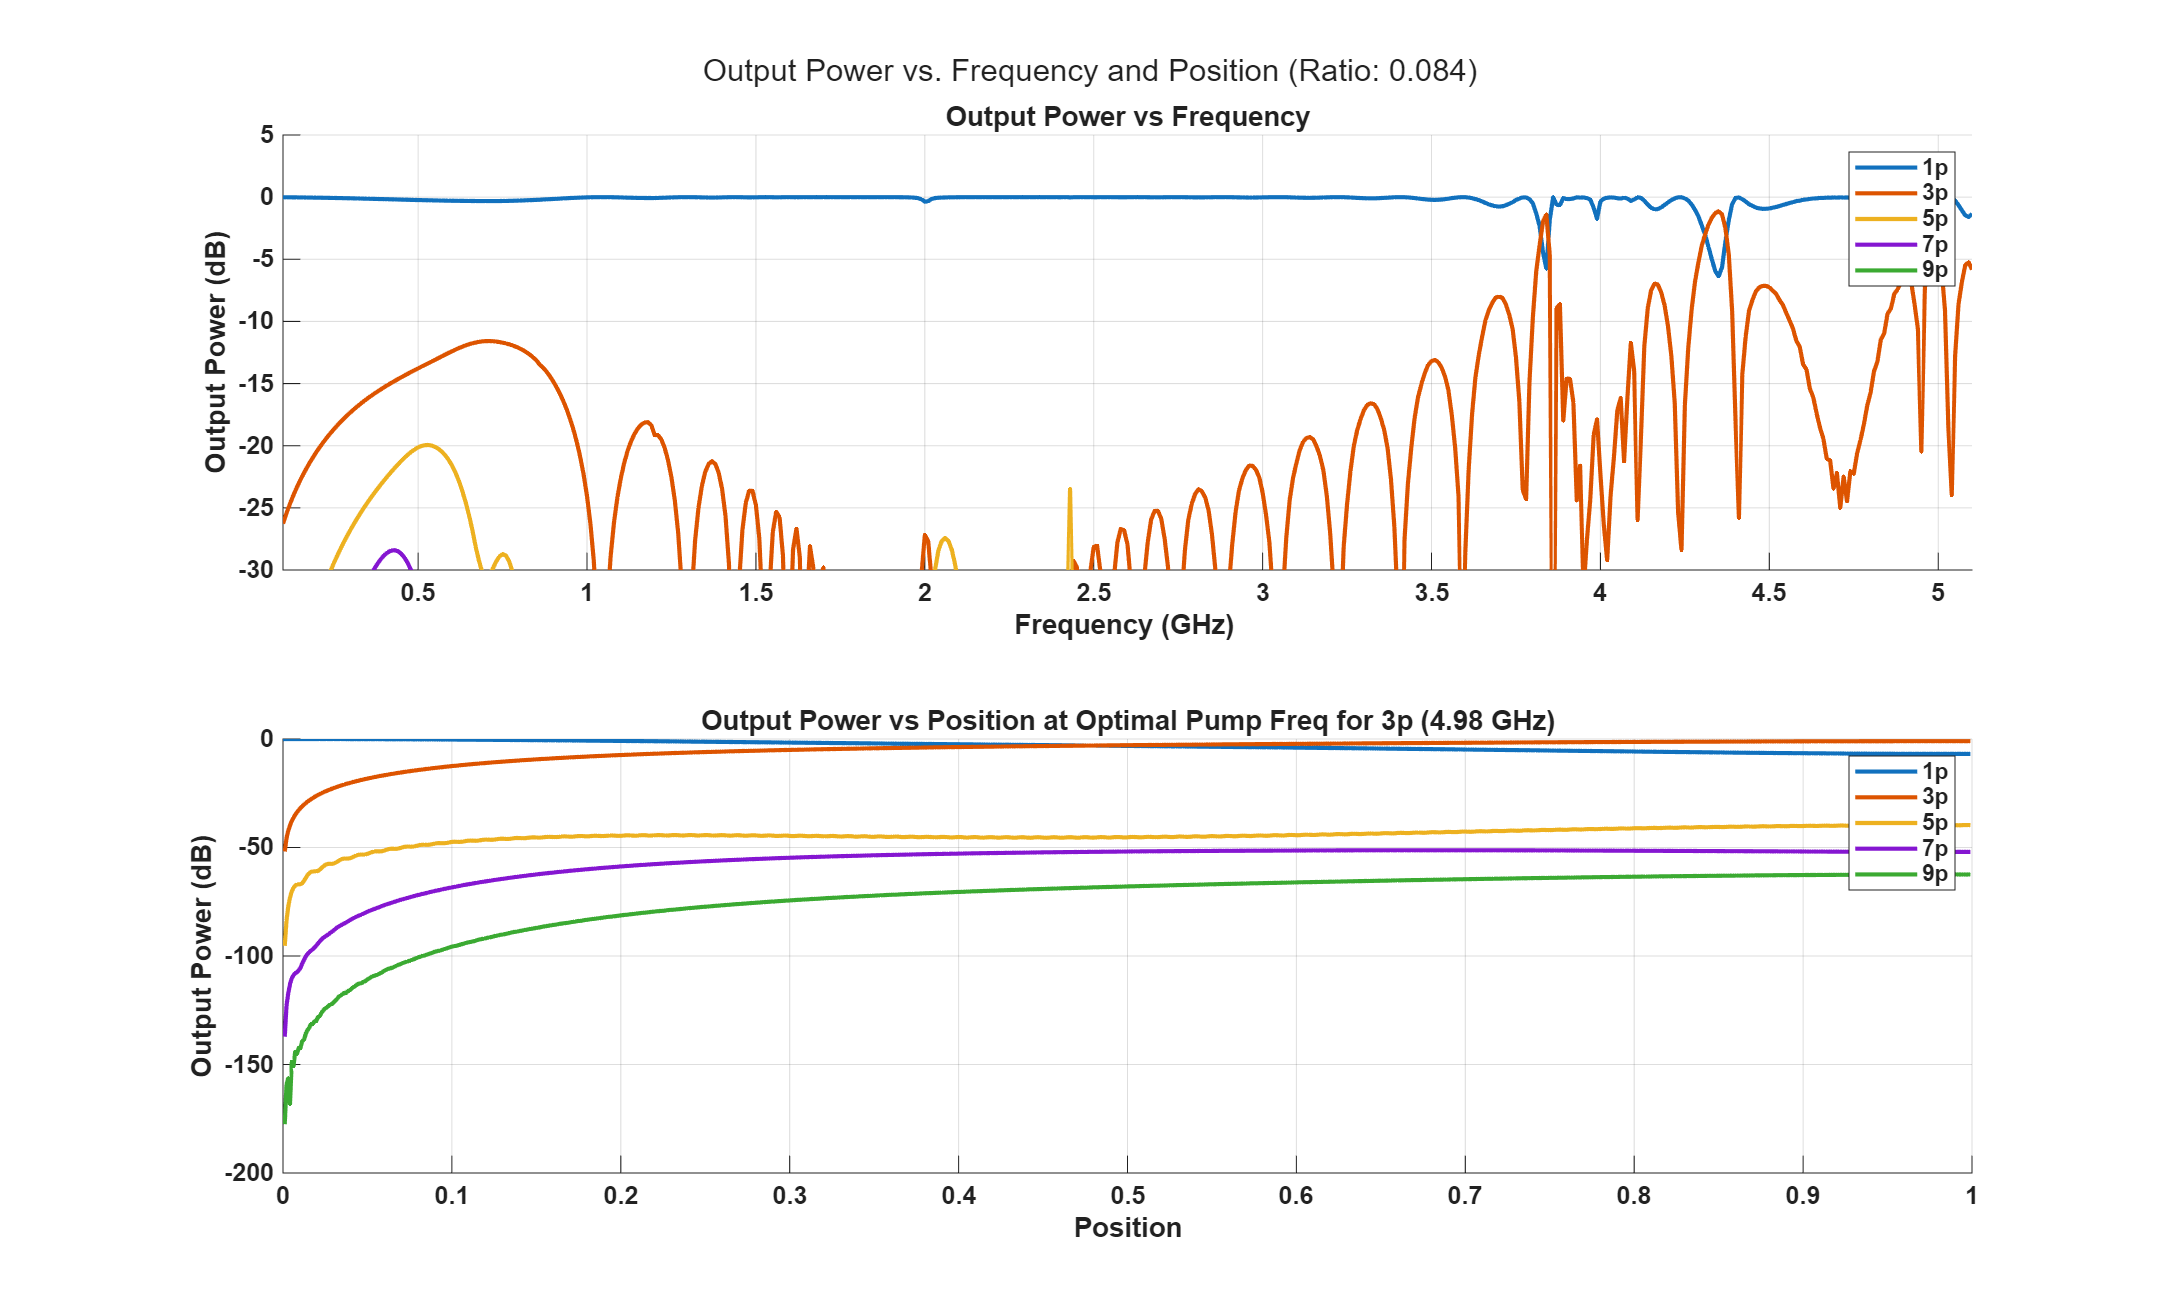 Output Power vs. Frequency and Position (Ratio: 0.084)
Output Power vs Frequency
5
0
-5
-10
-15
-20
-25
-30
Output Power (dB)
1p
3p
5p
7p
9p
0.5 1 1.5 2 2.5 3 3.5 4 4.5 5
Frequency (GHz)
Output Power vs Position at Optimal Pump Freq for 3p (4.98 GHz)
0
-50
-100
-150
-200
Output Power (dB)
1p
3p
5p
7p
9p
0 0.1 0.2 0.3 0.4 0.5 0.6 0.7 0.8 0.9 1
Position